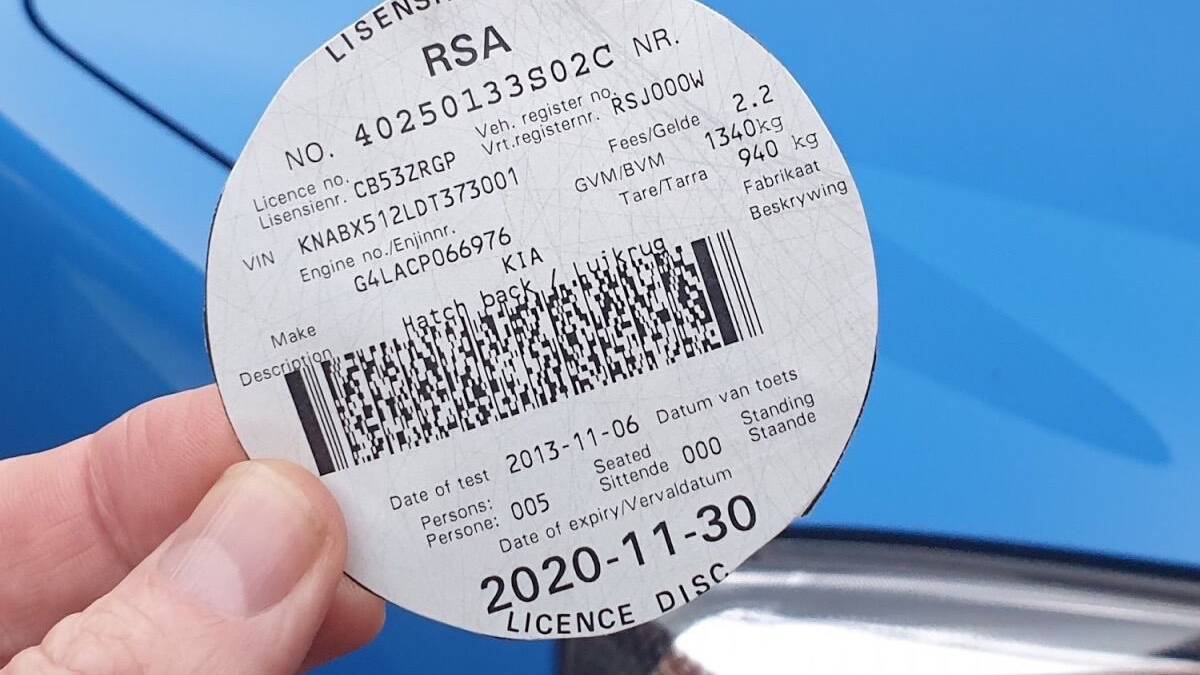 RSA
NO. 40250133S02C NR.
Licence no.
Lisensienr. CB53ZRGP
Veh. register no.
Vrt.registernr. RSJ000W
VIN KNABX512LDT373001
Fees/Gelde 2.2
Engine no./Enjinnr.
G4LACP066976
GVM/BVM 1340kg
Tare/Tarra 940 kg
Make KIA Fabrikaat
Description Hatch back / Luikrug Beskrywing
Date of test 2013-11-06 Datum van toets
Persons: Seated Standing
Persone: 005 Sittende 000 Staande
Date of expiry/Vervaldatum
2020-11-30
LICENCE DISC